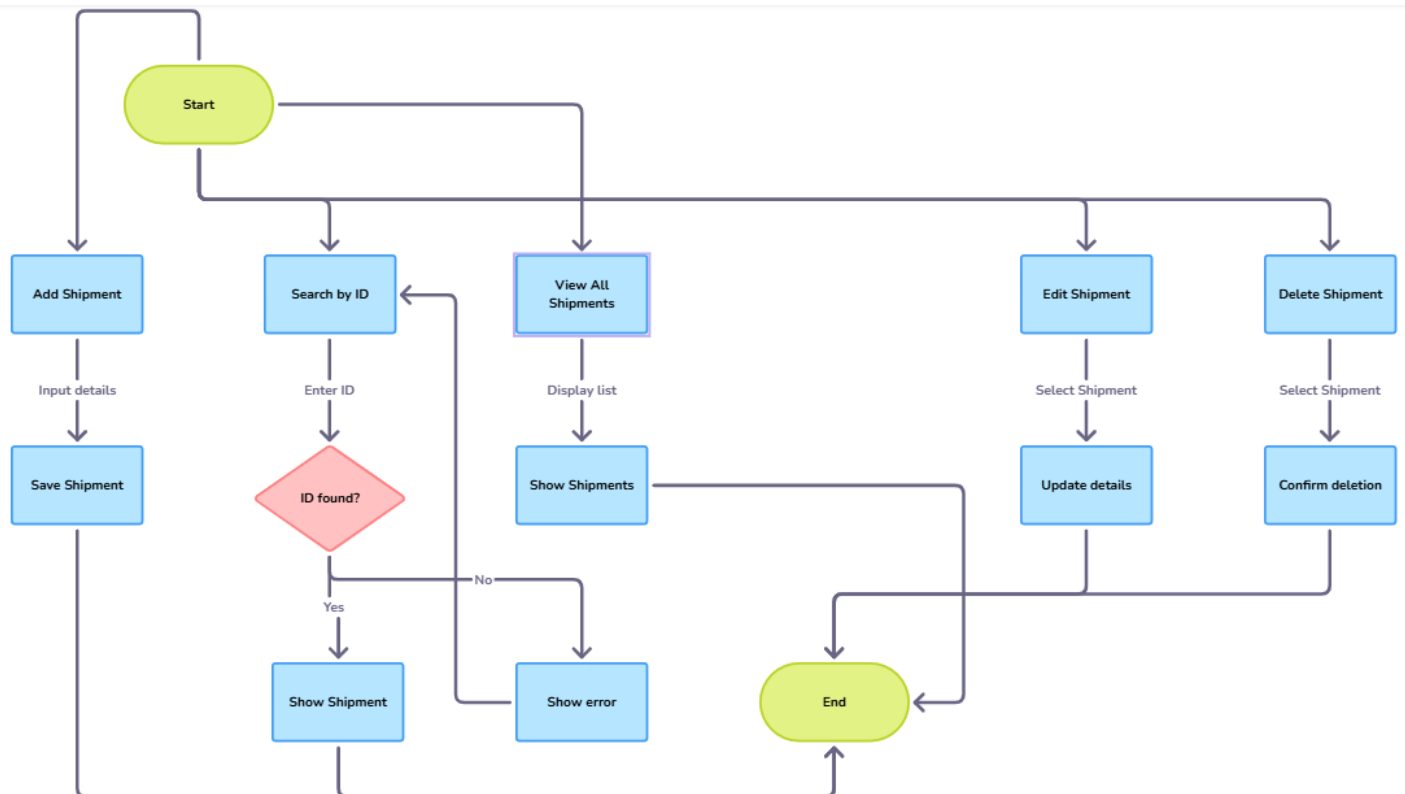 Start
Add Shipment
Search by ID
View All
Shipments
Edit Shipment
Delete Shipment
Input details
Enter ID
Display list
Select Shipment
Select Shipment
Save Shipment
ID found?
Show Shipments
Update details
Confirm deletion
No
Yes
Show Shipment
Show error
End